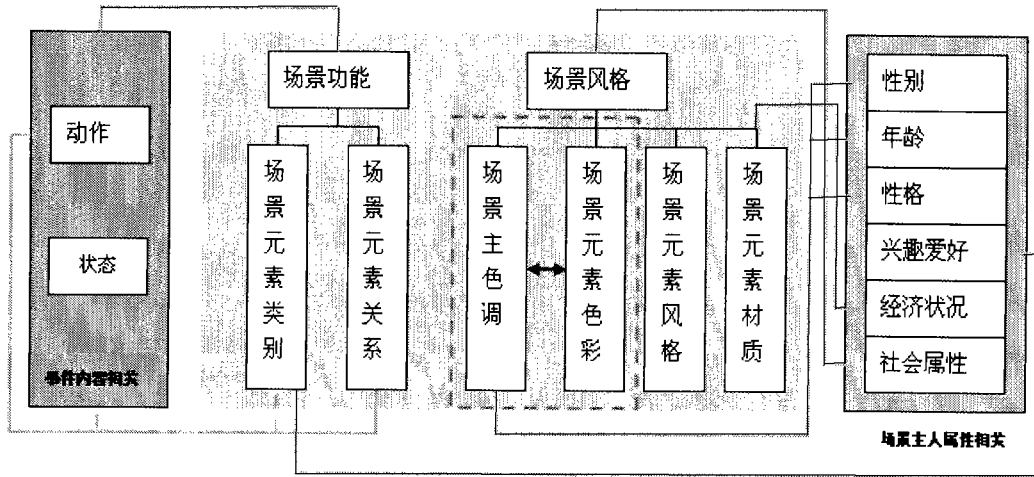 动作
状态
事件内容相关
场景功能
场景元素类别
场景元素关系
场景风格
场景主色调
场景元素色彩
场景元素风格
场景元素材质
性别
年龄
性格
兴趣爱好
经济状况
社会属性
场景主人属性相关